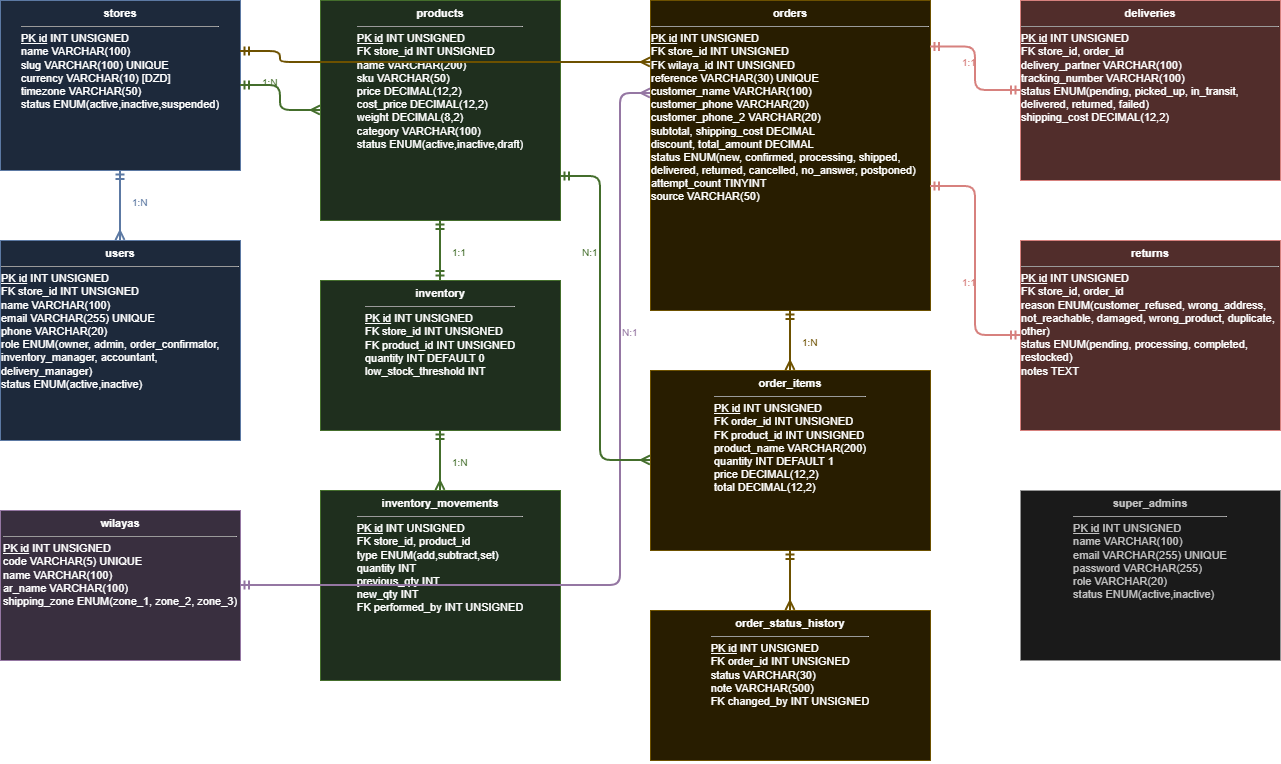 stores
PK id INT UNSIGNED
name VARCHAR(100)
slug VARCHAR(100) UNIQUE
currency VARCHAR(10) [DZD]
timezone VARCHAR(50)
status ENUM(active,inactive,suspended)
products
PK id INT UNSIGNED
FK store_id INT UNSIGNED
name VARCHAR(200)
sku VARCHAR(50)
price DECIMAL(12,2)
cost_price DECIMAL(12,2)
weight DECIMAL(8,2)
category VARCHAR(100)
status ENUM(active,inactive,draft)
orders
PK id INT UNSIGNED
FK store_id INT UNSIGNED
FK wilaya_id INT UNSIGNED
reference VARCHAR(30) UNIQUE
customer_name VARCHAR(100)
customer_phone VARCHAR(20)
customer_phone_2 VARCHAR(20)
subtotal, shipping_cost DECIMAL
discount, total_amount DECIMAL
status ENUM(new, confirmed, processing, shipped,
delivered, returned, cancelled, no_answer, postponed)
attempt_count TINYINT
source VARCHAR(50)
deliveries
PK id INT UNSIGNED
FK store_id, order_id
delivery_partner VARCHAR(100)
tracking_number VARCHAR(100)
status ENUM(pending, picked_up, in_transit,
delivered, returned, failed)
shipping_cost DECIMAL(12,2)
1:N
1:1
1:N
users
PK id INT UNSIGNED
FK store_id INT UNSIGNED
name VARCHAR(100)
email VARCHAR(255) UNIQUE
phone VARCHAR(20)
role ENUM(owner, admin, order_confirmator,
inventory_manager, accountant,
delivery_manager)
status ENUM(active,inactive)
1:1
N:1
1:1
returns
PK id INT UNSIGNED
FK store_id, order_id
reason ENUM(customer_refused, wrong_address,
not_reachable, damaged, wrong_product, duplicate,
other)
status ENUM(pending, processing, completed,
restocked)
notes TEXT
inventory
PK id INT UNSIGNED
FK store_id INT UNSIGNED
FK product_id INT UNSIGNED
quantity INT DEFAULT 0
low_stock_threshold INT
N:1
1:N
order_items
PK id INT UNSIGNED
FK order_id INT UNSIGNED
FK product_id INT UNSIGNED
product_name VARCHAR(200)
quantity INT DEFAULT 1
price DECIMAL(12,2)
total DECIMAL(12,2)
1:N
wilayas
PK id INT UNSIGNED
code VARCHAR(5) UNIQUE
name VARCHAR(100)
ar_name VARCHAR(100)
shipping_zone ENUM(zone_1, zone_2, zone_3)
inventory_movements
PK id INT UNSIGNED
FK store_id, product_id
type ENUM(add,subtract,set)
quantity INT
previous_qty INT
new_qty INT
FK performed_by INT UNSIGNED
super_admins
PK id INT UNSIGNED
name VARCHAR(100)
email VARCHAR(255) UNIQUE
password VARCHAR(255)
role VARCHAR(20)
status ENUM(active,inactive)
order_status_history
PK id INT UNSIGNED
FK order_id INT UNSIGNED
status VARCHAR(30)
note VARCHAR(500)
FK changed_by INT UNSIGNED